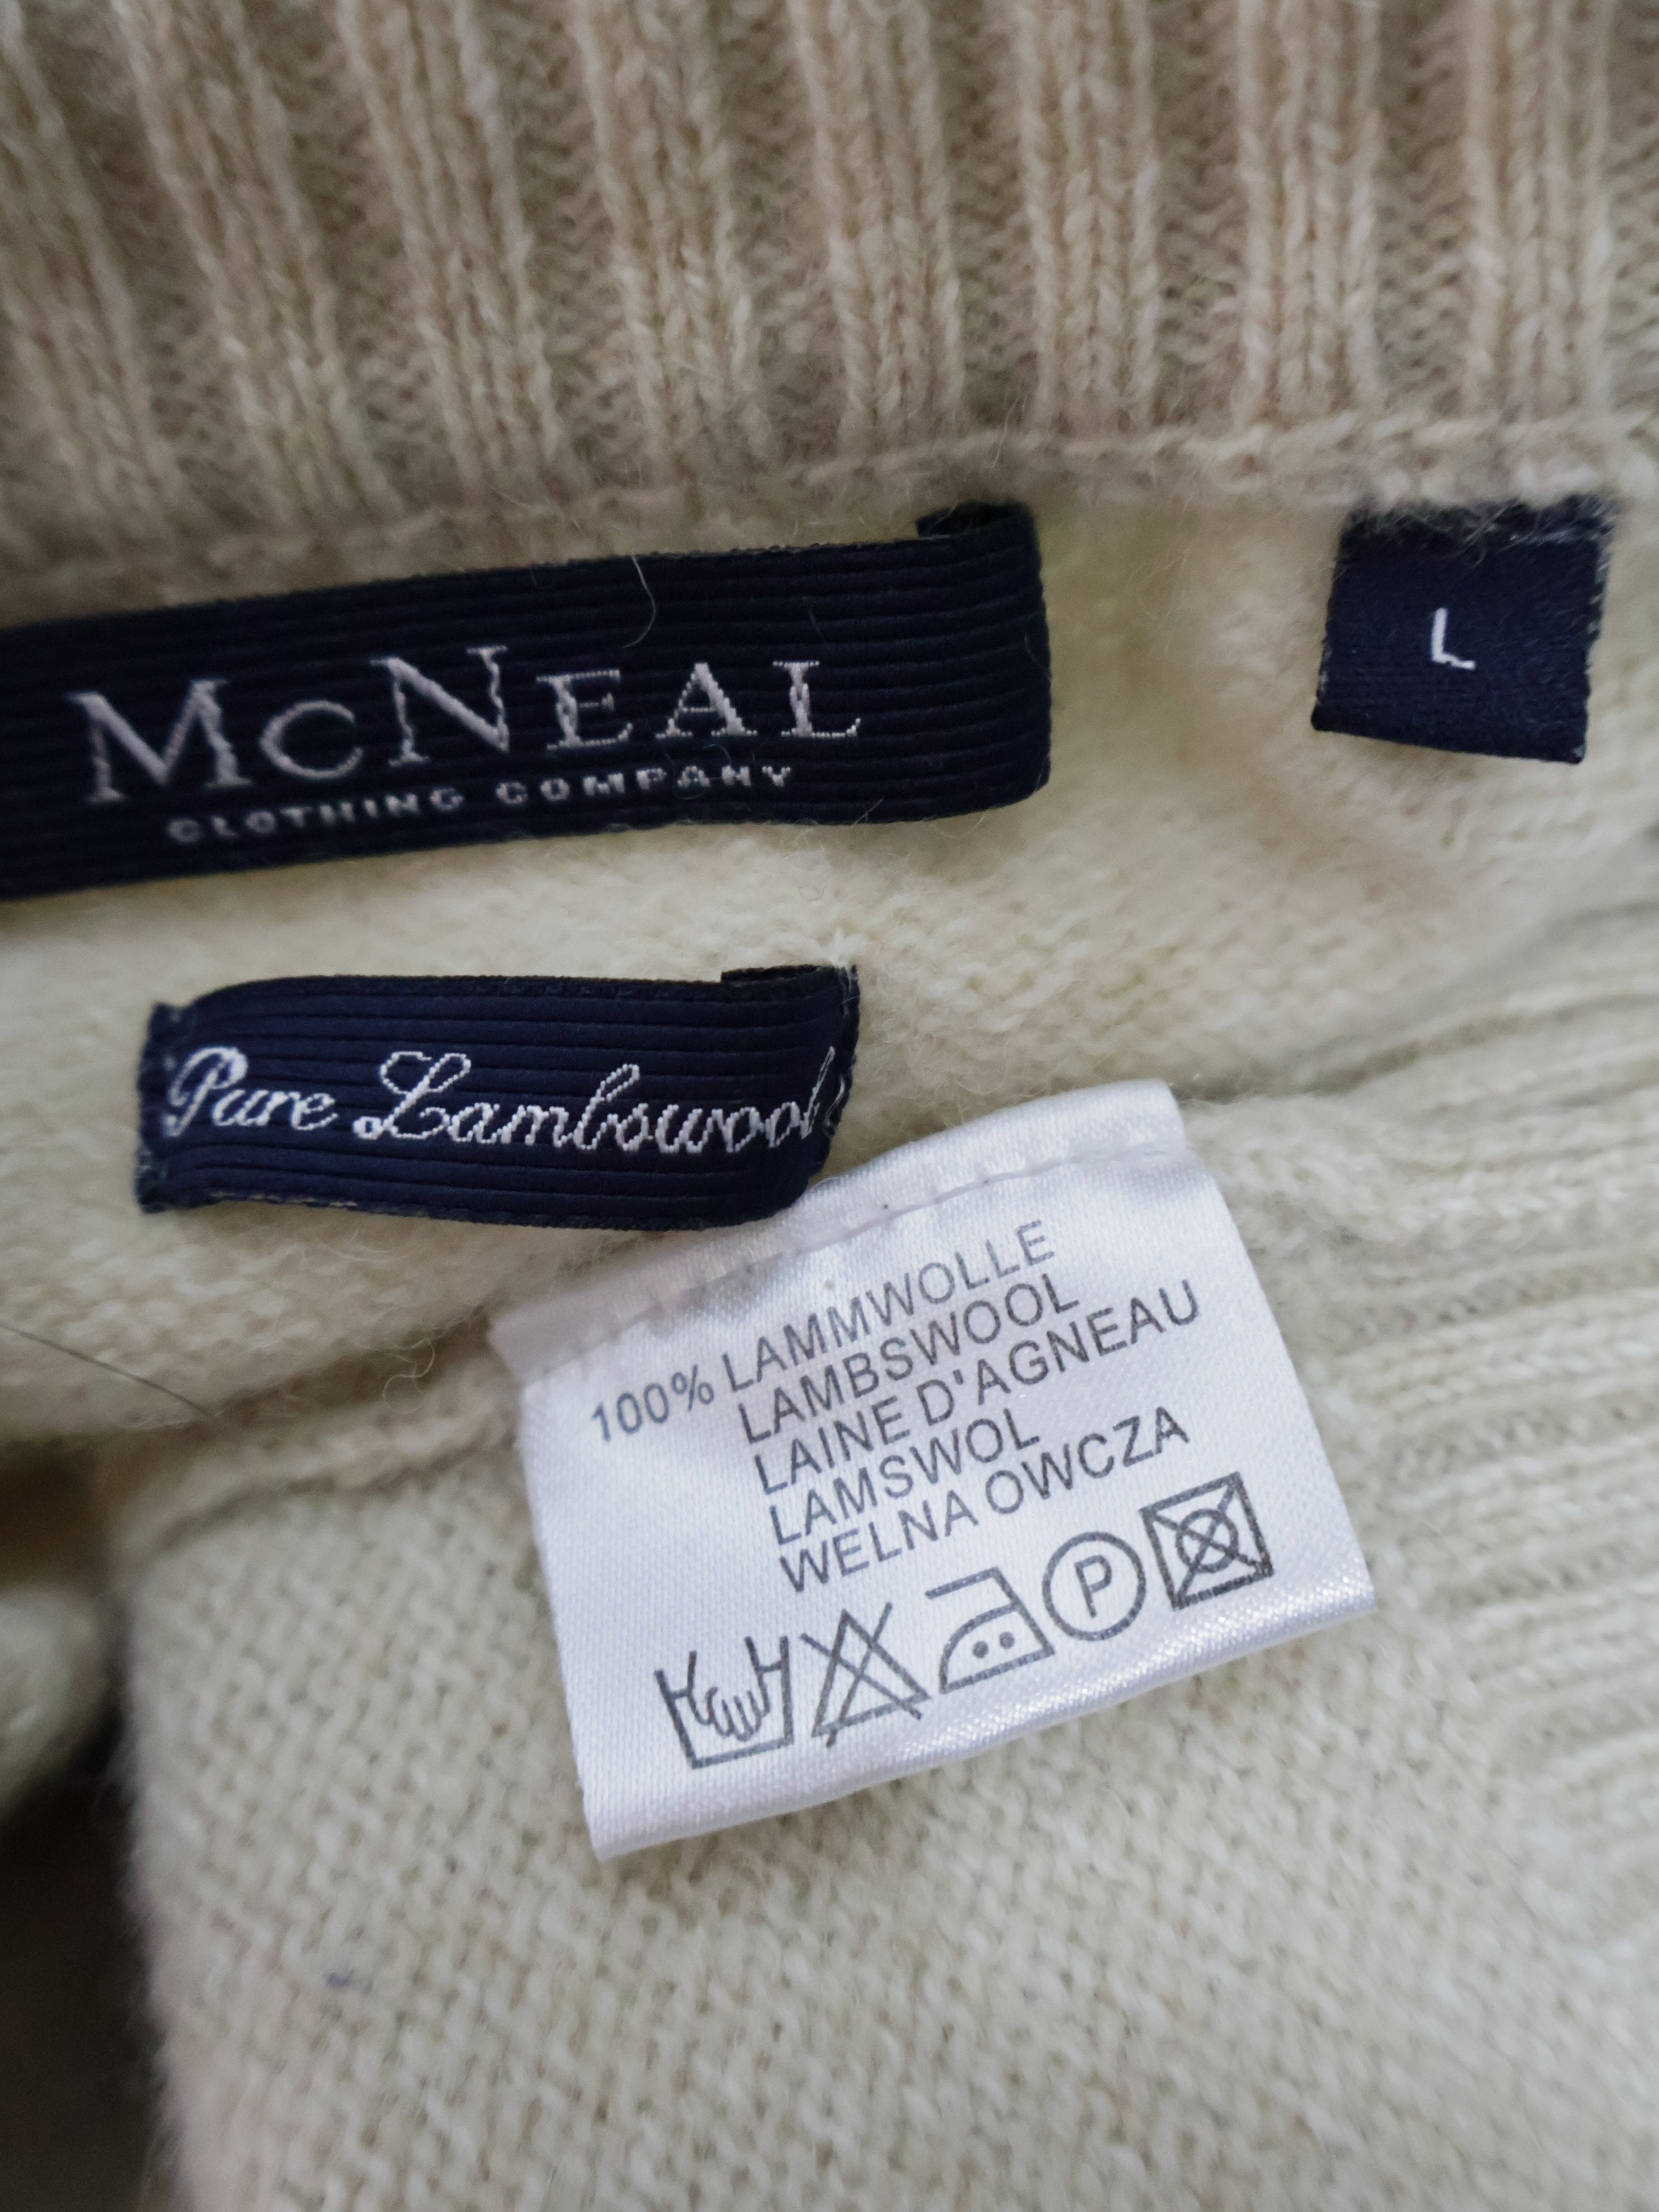 McNEAL
CLOTHING COMPANY
L
Pure Lambswool
100% LAMMWOLLE
LAMBSWOOL
LAINE D'AGNEAU
LAMSWOL
WELNA OWCZA
P